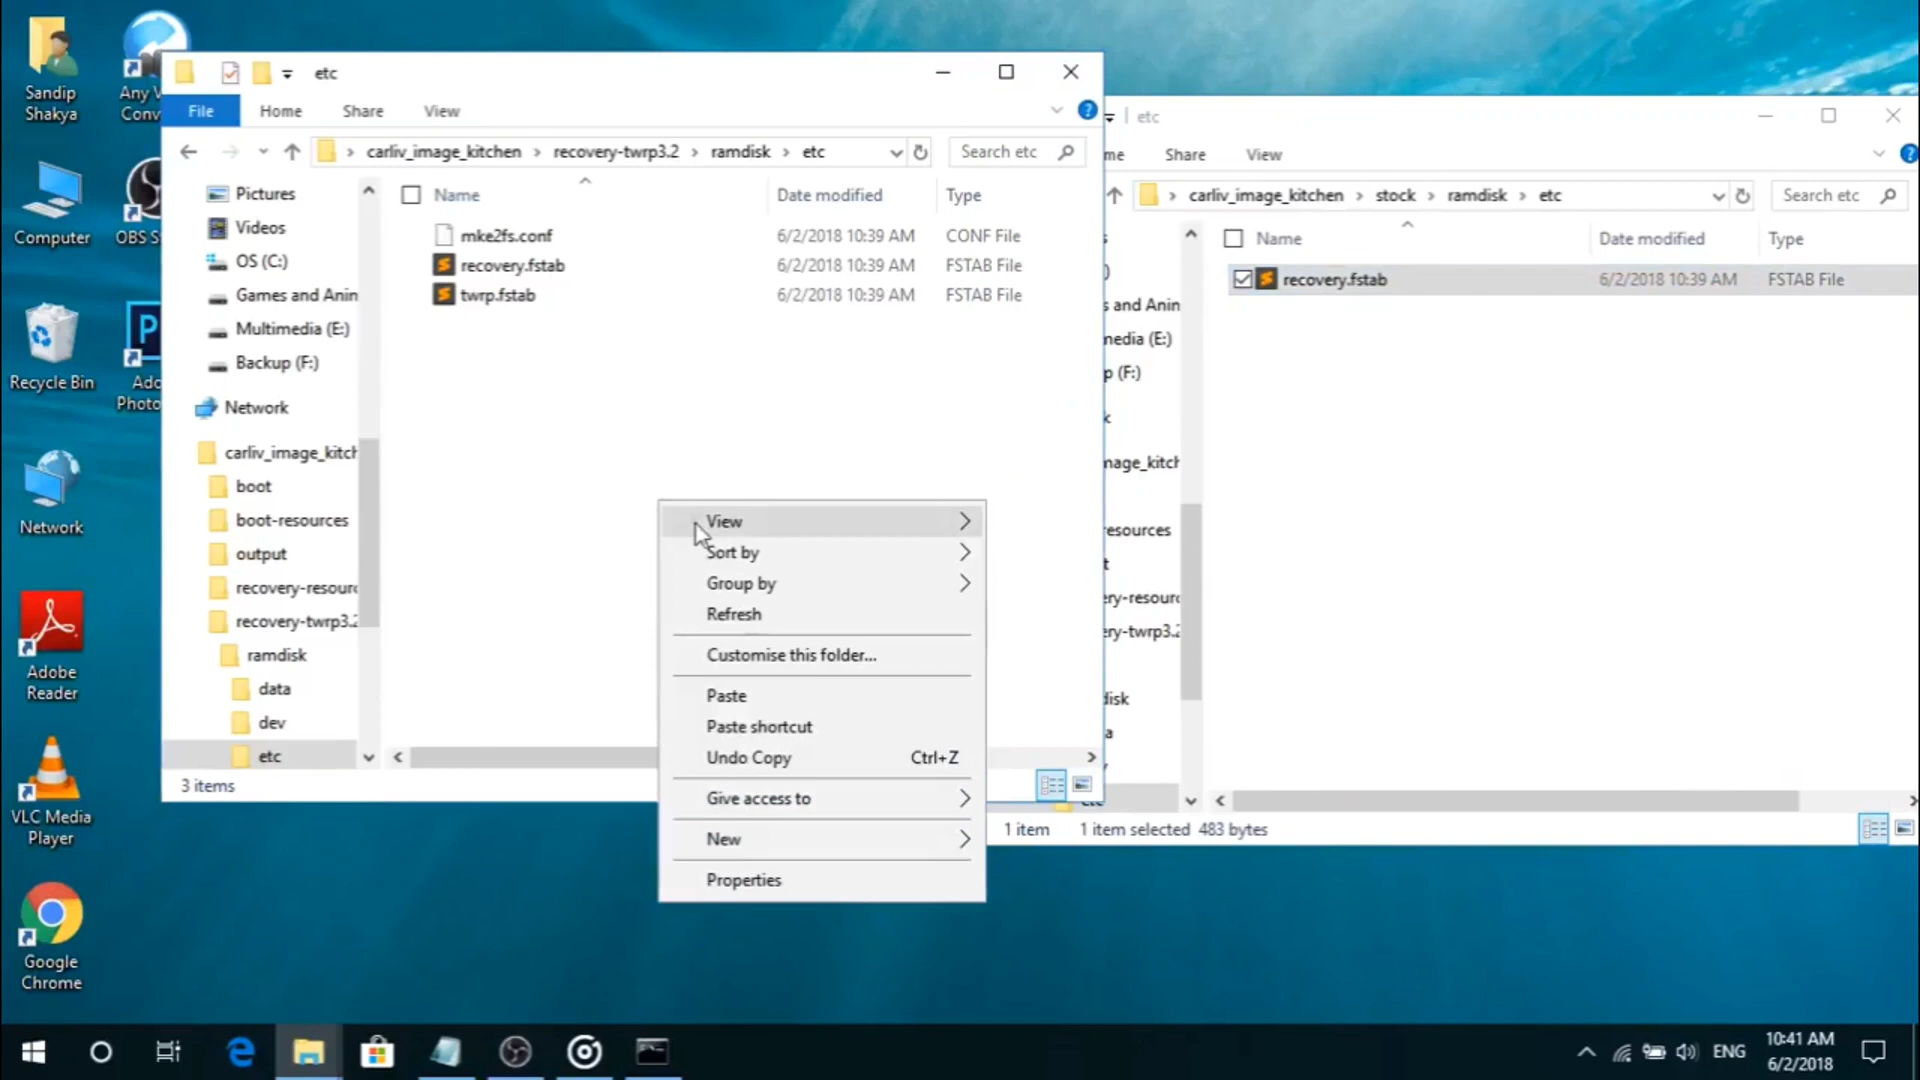 Sandip
Shakya
Any V
Conv
Computer
OBS S
Recycle Bin
Ado
Photo
Network
Adobe
Reader
VLC Media
Player
Google
Chrome
etc
File
Home
Share
View
carliv_image_kitchen
recovery-twrp3.2
ramdisk
etc
Search etc
Pictures
Videos
OS (C:)
Games and Anin
Multimedia (E:)
Backup (F:)
Network
carliv_image_kitch
boot
boot-resources
output
recovery-resourc
recovery-twrp3.2
ramdisk
data
dev
etc
Name Date modified Type
mke2fs.conf 6/2/2018 10:39 AM CONF File
recovery.fstab 6/2/2018 10:39 AM FSTAB File
twrp.fstab 6/2/2018 10:39 AM FSTAB File
3 items
View
Sort by
Group by
Refresh
Customise this folder...
Paste
Paste shortcut
Undo Copy Ctrl+Z
Give access to
New
Properties
etc
me
Share
View
carliv_image_kitchen
stock
ramdisk
etc
Search etc
s and Anin
media (E:)
p (F:)
mage_kitch
esources
ery-resourc
ery-twrp3.2
disk
etc
Name Date modified Type
recovery.fstab 6/2/2018 10:39 AM FSTAB File
1 item 1 item selected 483 bytes
ENG
10:41 AM
6/2/2018